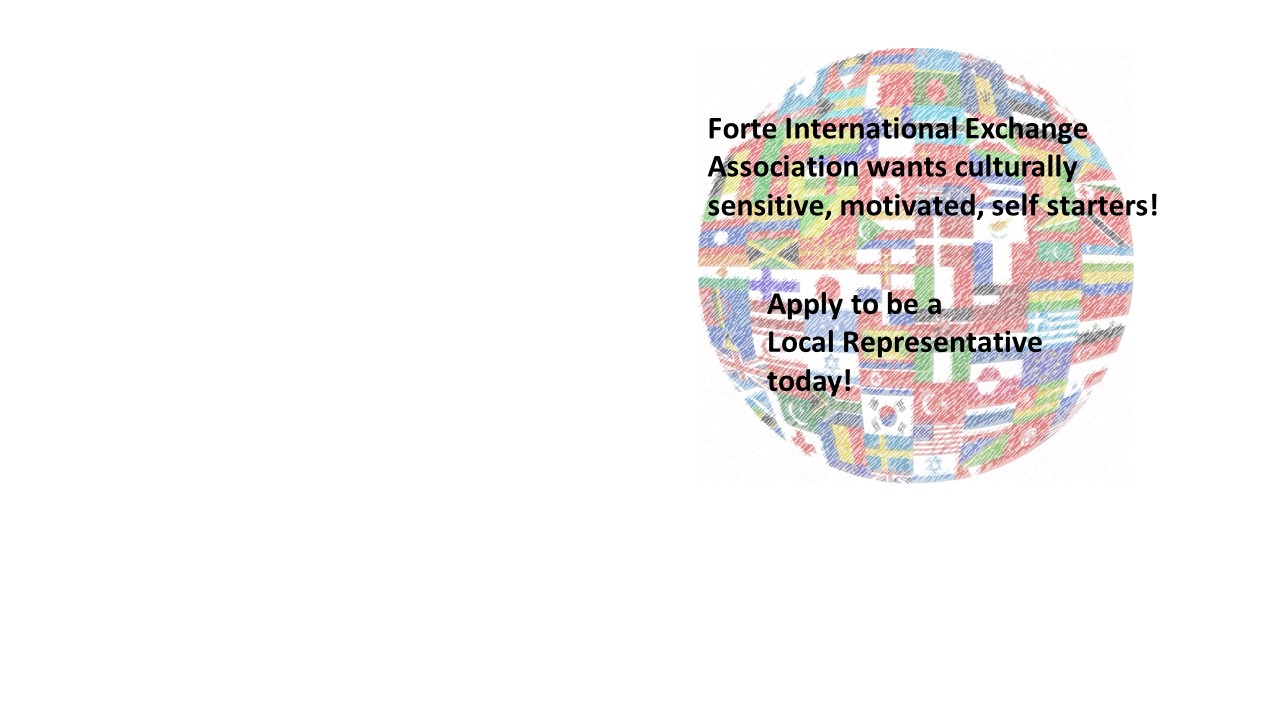 Forte International Exchange
Association wants culturally
sensitive, motivated, self starters!
Apply to be a
Local Representative
today!